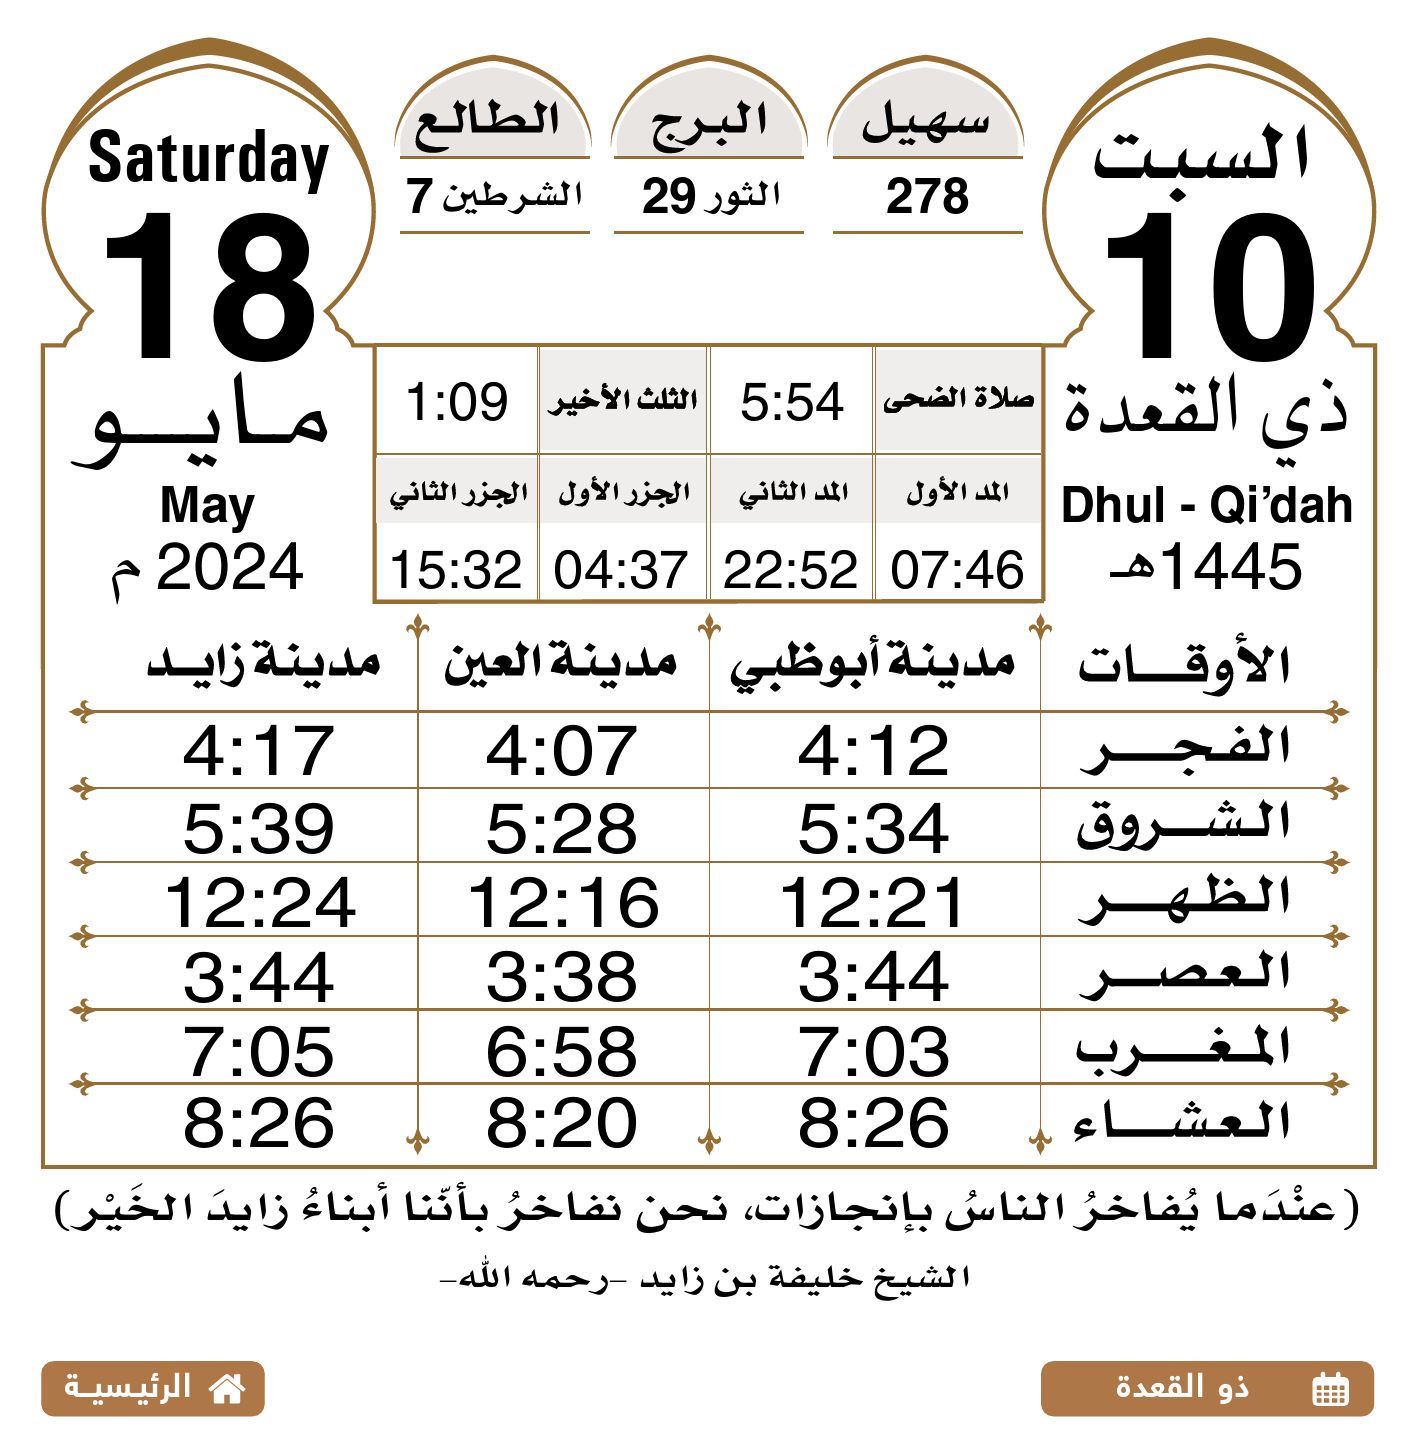 السبت
10
ذي القعدة
Dhul - Qi’dah
1445هـ
سهيل
278
البرج
الثور 29
الطالع
الشرطين 7
Saturday
18
مايو
May
2024 م
صلاة الضحى 5:54 الثلث الأخير 1:09
المد الأول المد الثاني الجزر الأول الجزر الثاني
07:46 22:52 04:37 15:32
الأوقات مدينة أبوظبي مدينة العين مدينة زايد
الفجر 4:12 4:07 4:17
الشروق 5:34 5:28 5:39
الظهر 12:21 12:16 12:24
العصر 3:44 3:38 3:44
المغرب 7:03 6:58 7:05
العشاء 8:26 8:20 8:26
(عنْدَما يُفاخرُ الناسُ بإنجازات، نحن نفاخرُ بأنّنا أبناءُ زايدَ الخَيْر)
الشيخ خليفة بن زايد –رحمه الله–
ذو القعدة
الرئيسية